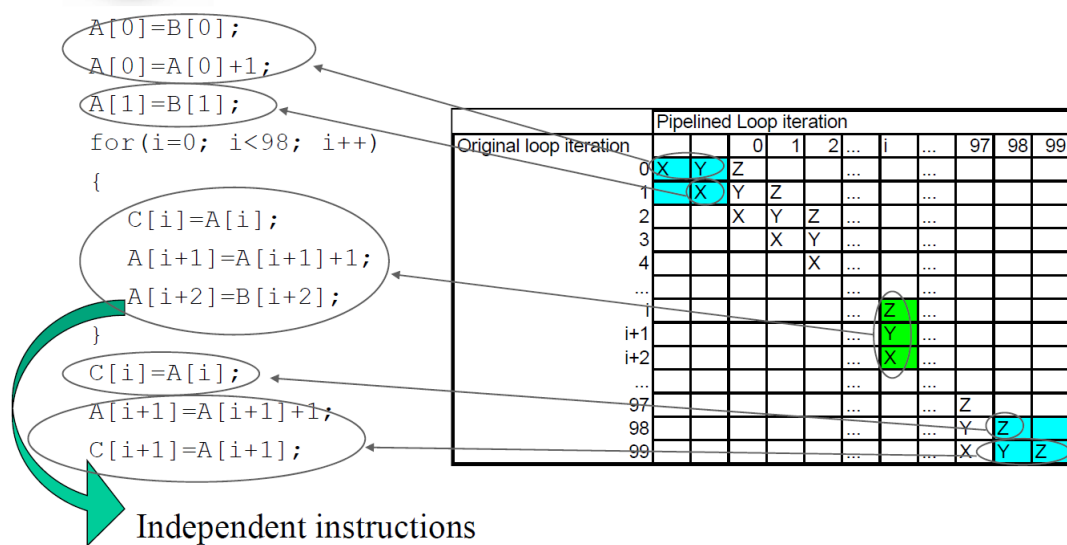 A[0]=B[0];
A[0]=A[0]+1;
A[1]=B[1];
for(i=0; i<98; i++)
{
C[i]=A[i];
A[i+1]=A[i+1]+1;
A[i+2]=B[i+2];
}
C[i]=A[i];
A[i+1]=A[i+1]+1;
C[i+1]=A[i+1];
Independent instructions
Pipelined Loop iteration
Original loop iteration 0 1 2 ... i ... 97 98 99
0 X Y Z ... ...
1 X Y Z ... ...
2 X Y Z ... ...
3 X Y ... ...
4 X ... ...
... ... ...
i ... Z ...
i+1 ... Y ...
i+2 ... X ...
... ... ...
97 ... ... Z
98 ... ... Y Z
99 ... ... X Y Z